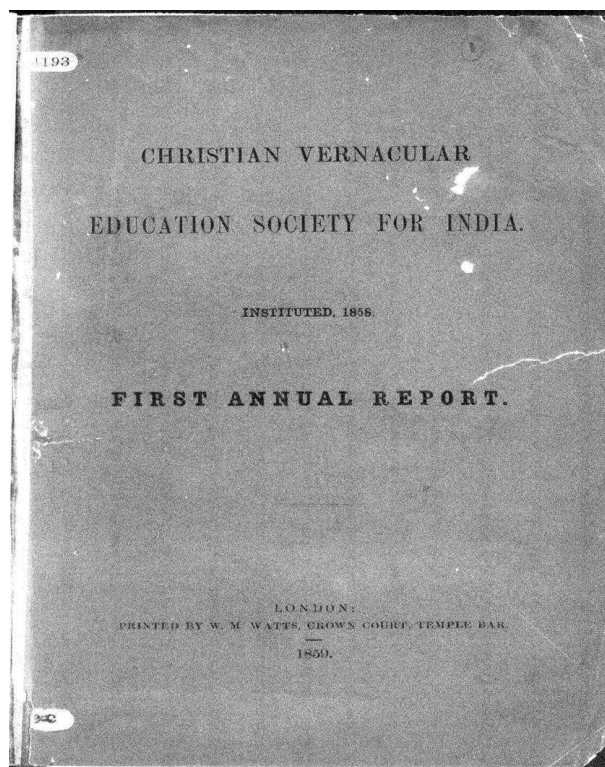 1193
CHRISTIAN VERNACULAR
EDUCATION SOCIETY FOR INDIA.
INSTITUTED, 1858.
FIRST ANNUAL REPORT.
LONDON:
PRINTED BY W. M. WATTS, CROWN COURT, TEMPLE BAR.
1859.